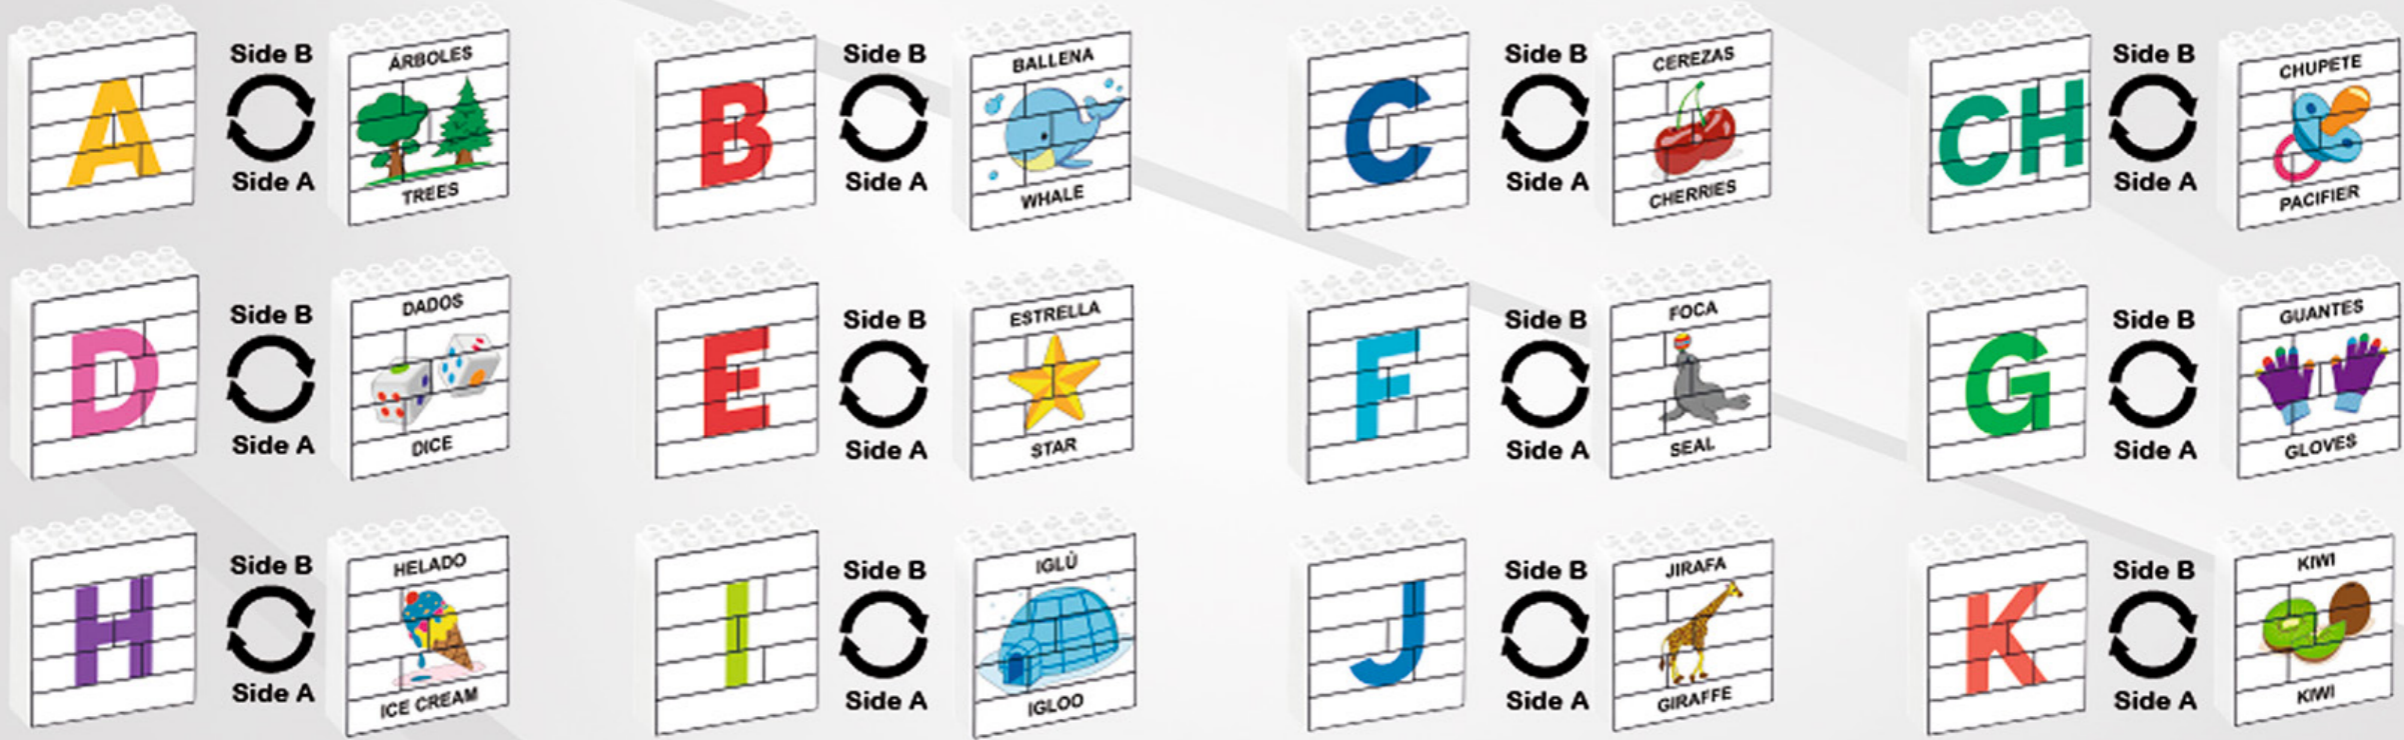 A
Side B
Side A
ÁRBOLES
TREES
B
Side B
Side A
BALLENA
WHALE
C
Side B
Side A
CEREZAS
CHERRIES
CH
Side B
Side A
CHUPETE
PACIFIER
D
Side B
Side A
DADOS
DICE
E
Side B
Side A
ESTRELLA
STAR
F
Side B
Side A
FOCA
SEAL
G
Side B
Side A
GUANTES
GLOVES
H
Side B
Side A
HELADO
ICE CREAM
I
Side B
Side A
IGLÚ
IGLOO
J
Side B
Side A
JIRAFA
GIRAFFE
K
Side B
Side A
KIWI
KIWI